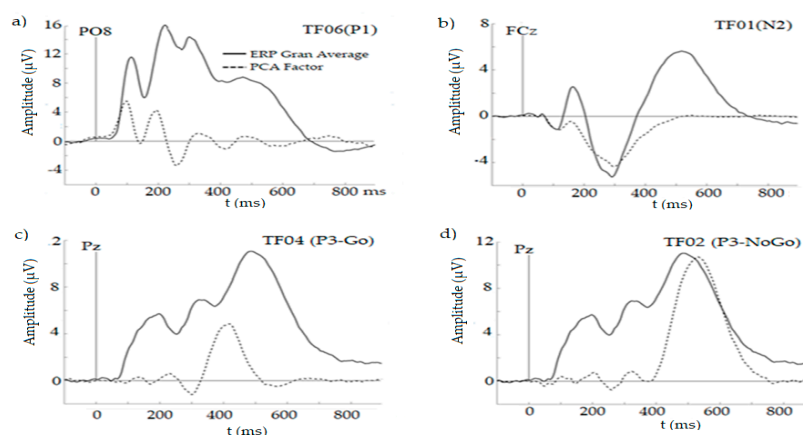 a)
16
PO8
TF06(P1)
12
ERP Gran Average
PCA Factor
8
4
0
-4
Amplitude (μV)
0 200 400 600 800 ms
t (ms)
b)
8
FCz
TF01(N2)
4
0
-4
Amplitude (μV)
0 200 400 600 800
t (ms)
c)
2
Pz
TF04 (P3-Go)
8
4
0
Amplitude (μV)
0 200 400 600 800
t (ms)
d)
12
Pz
TF02 (P3-NoGo)
8
4
0
Amplitude (μV)
0 200 400 600 800
t (ms)